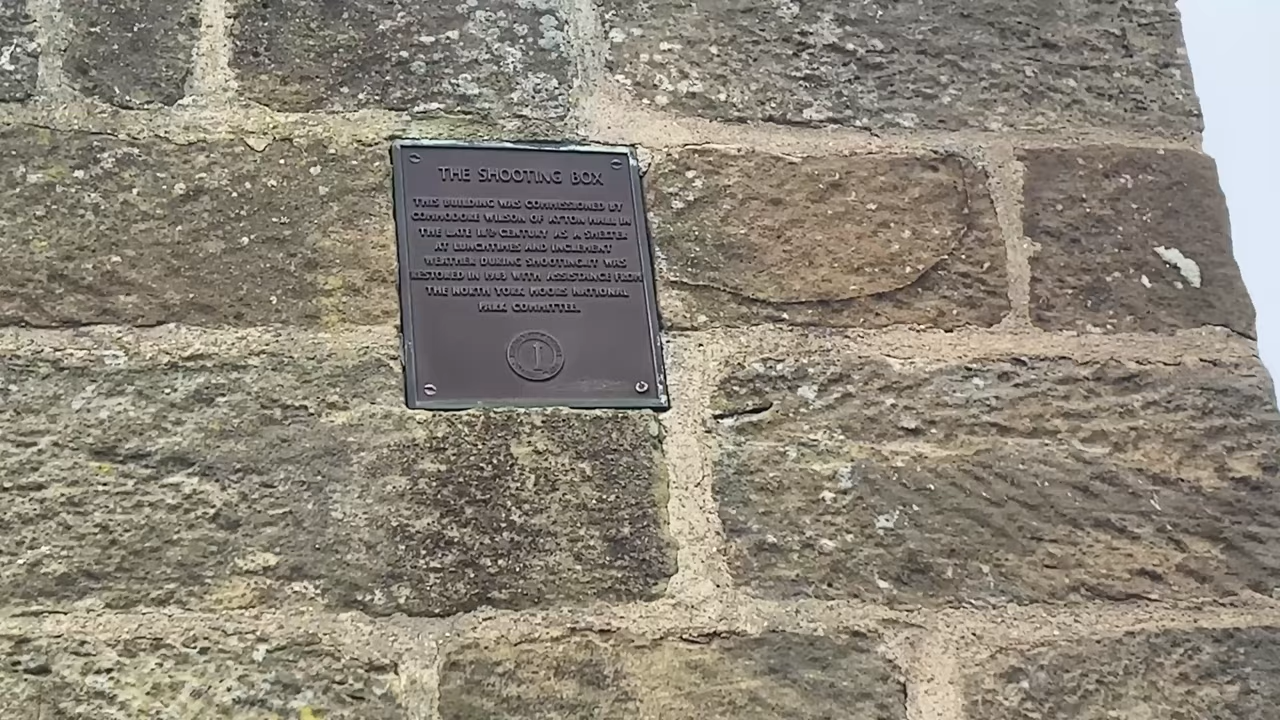 THE SHOOTING BOX
THIS BUILDING WAS COMMISSIONED BY
COMMODORE WILSON OF AYTON HALL IN
THE LATE 18TH CENTURY AS A SHELTER
AT LUNCHTIMES AND INCLEMENT
WEATHER DURING SHOOTING.IT WAS
RESTORED IN 1983 WITH ASSISTANCE FROM
THE NORTH YORK MOORS NATIONAL
PARK COMMITTEE.